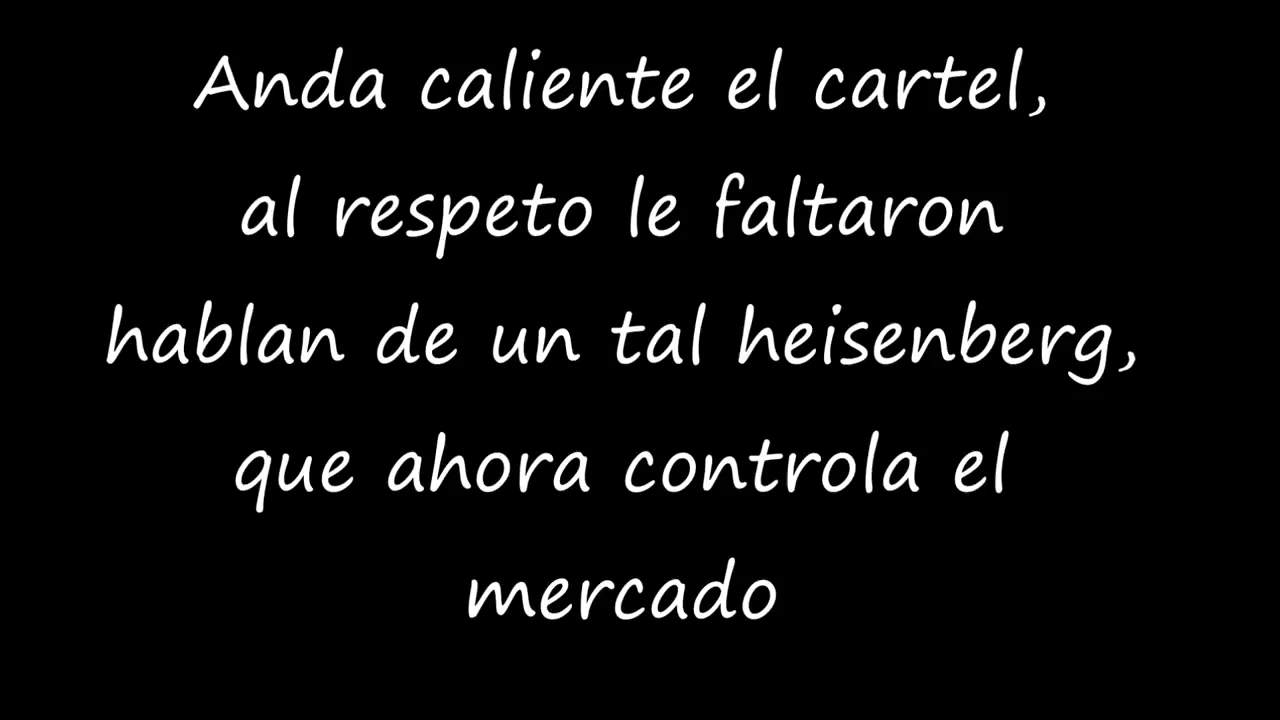 Anda caliente el cartel,
al respeto le faltaron
hablan de un tal heisenberg,
que ahora controla el
mercado